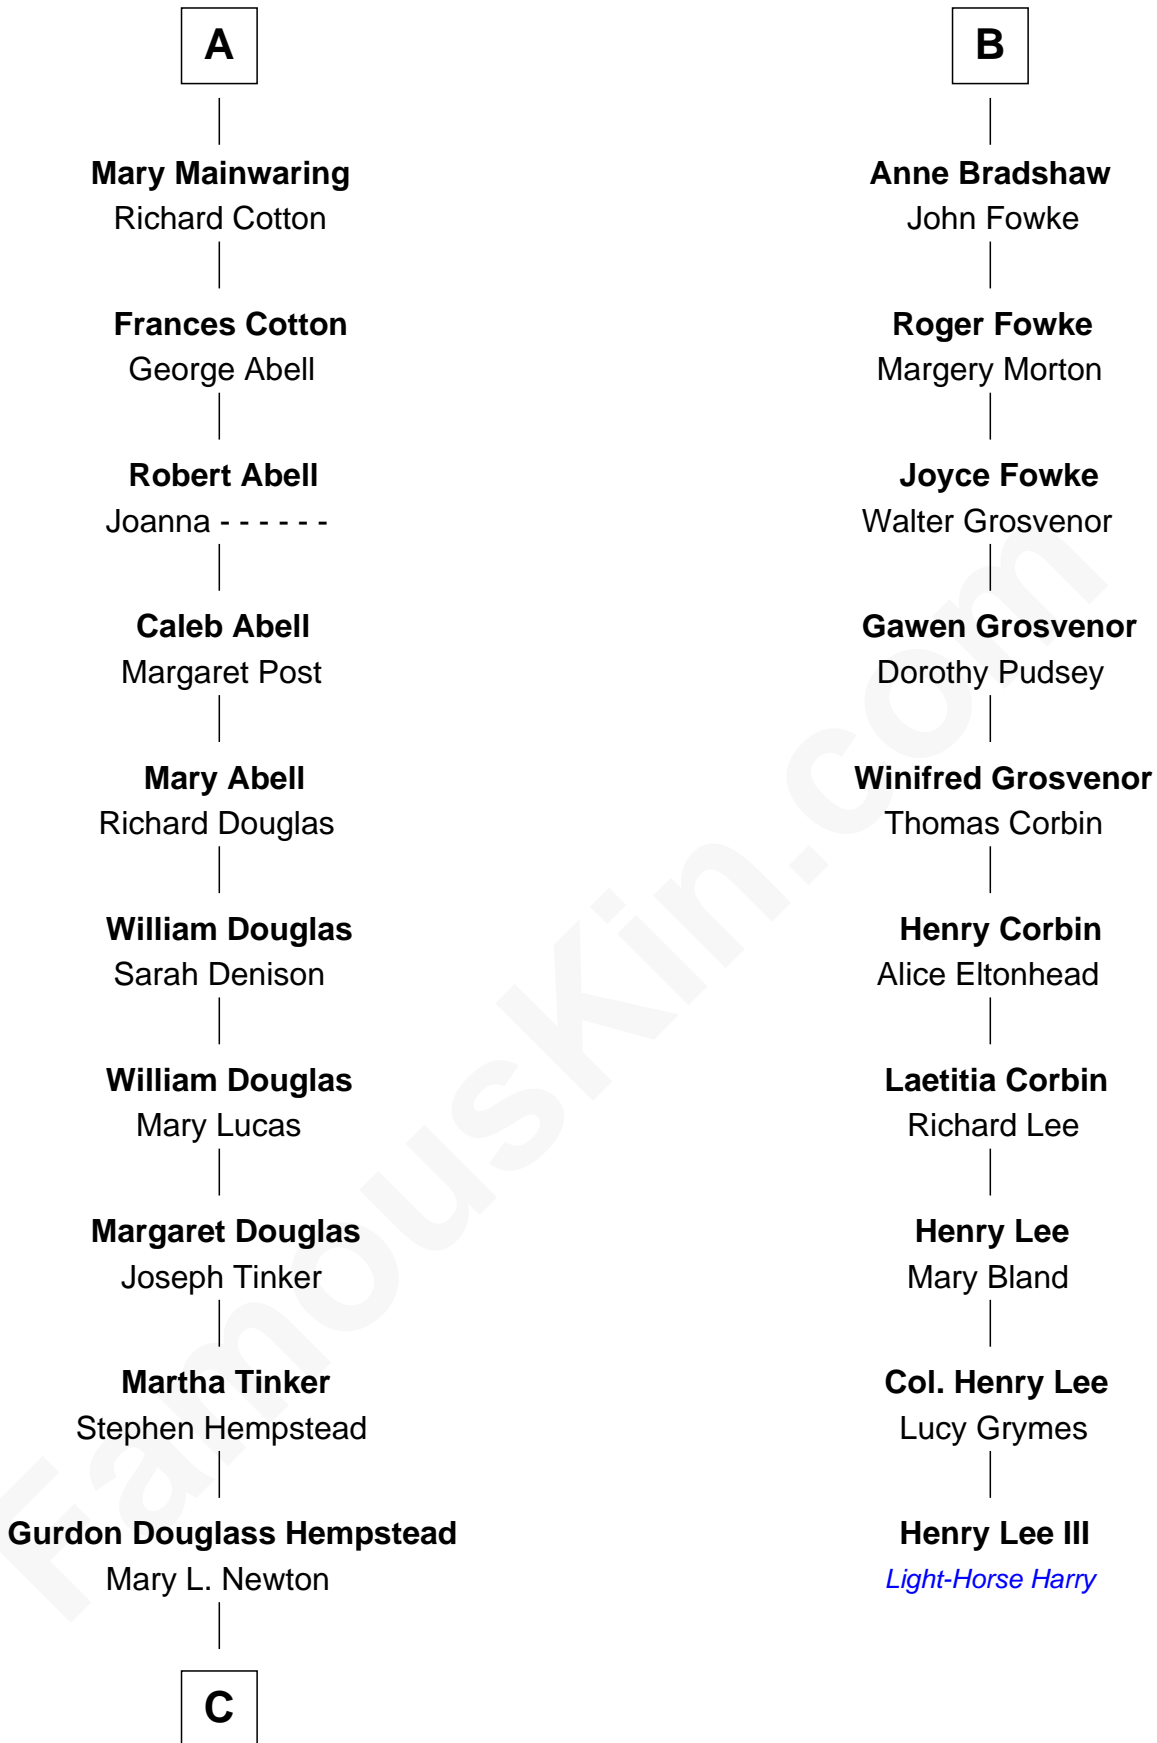 A
Mary Mainwaring
Richard Cotton
Frances Cotton
George Abell
Robert Abell
Joanna - - - - - -
Caleb Abell
Margaret Post
Mary Abell
Richard Douglas
William Douglas
Sarah Denison
William Douglas
Mary Lucas
Margaret Douglas
Joseph Tinker
Martha Tinker
Stephen Hempstead
Gurdon Douglass Hempstead
Mary L. Newton
C
B
Anne Bradshaw
John Fowke
Roger Fowke
Margery Morton
Joyce Fowke
Walter Grosvenor
Gawen Grosvenor
Dorothy Pudsey
Winifred Grosvenor
Thomas Corbin
Henry Corbin
Alice Eltonhead
Laetitia Corbin
Richard Lee
Henry Lee
Mary Bland
Col. Henry Lee
Lucy Grymes
Henry Lee III
Light-Horse Harry
FamousKin.com